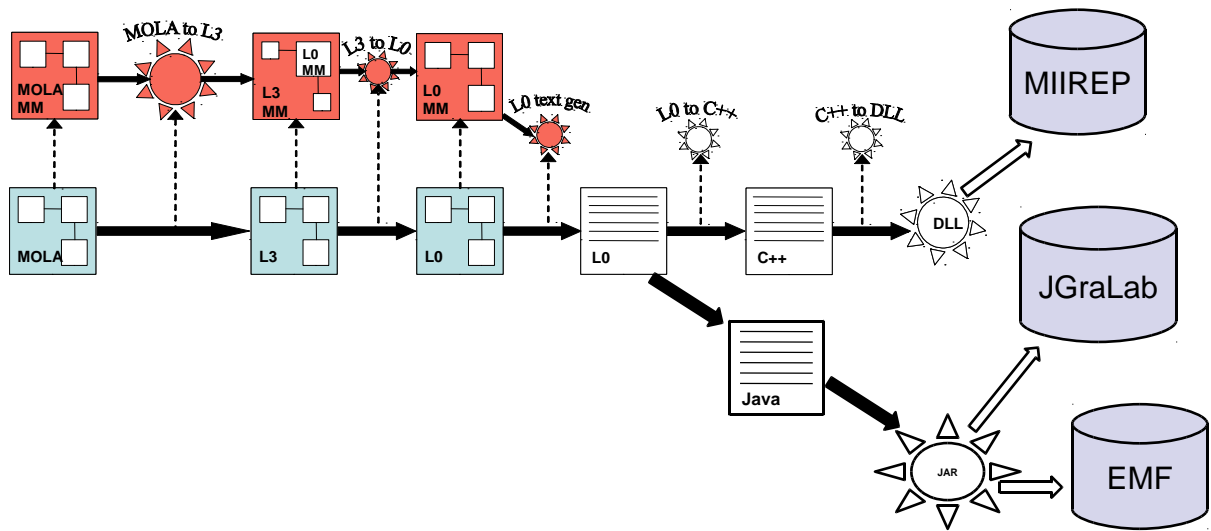 MOLA to L3
L3 to L0
L0 text gen
L0 to C++
C++ to DLL
MOLA
MM
L3
MM
L0
MM
L0
MM
MIIREP
MOLA
L3
L0
L0
C++
DLL
JGraLab
Java
JAR
EMF